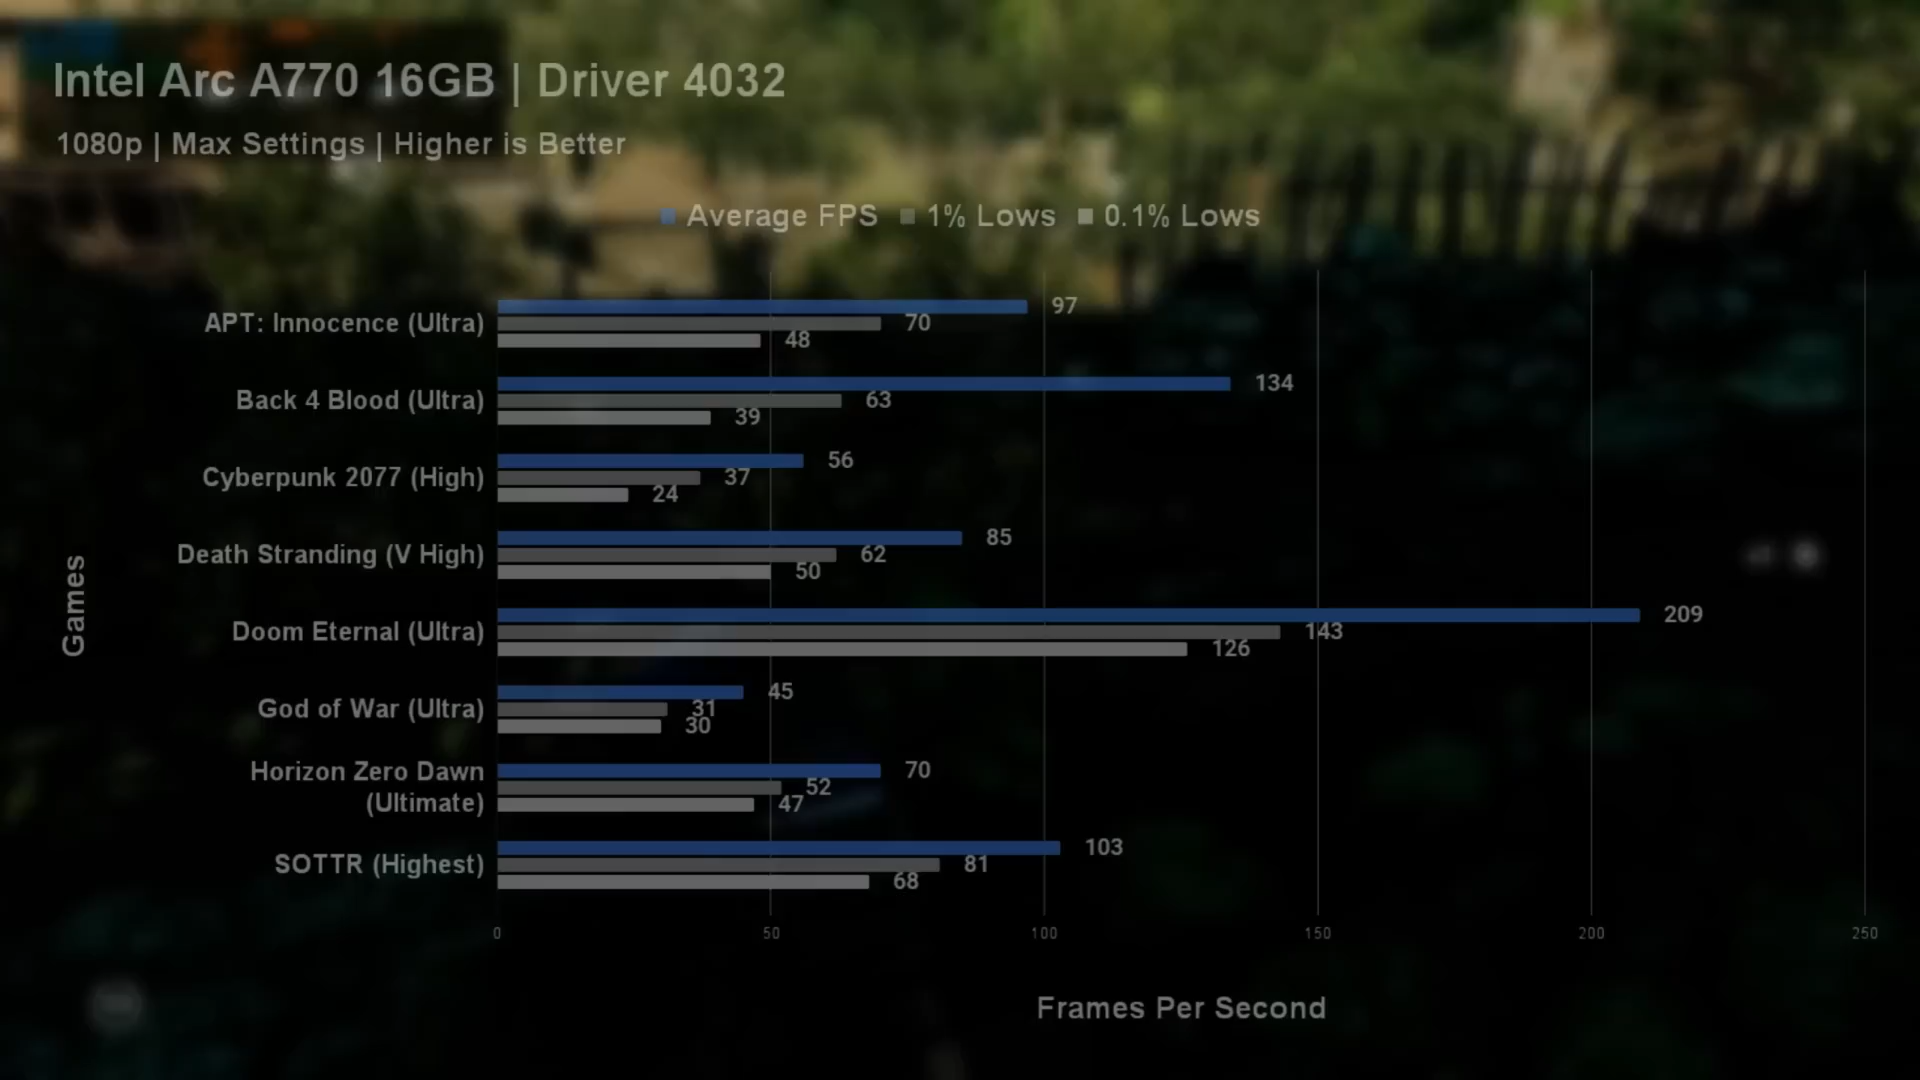 Intel Arc A770 16GB | Driver 4032
1080p | Max Settings | Higher is Better
Average FPS 1% Lows 0.1% Lows
Games
APT: Innocence (Ultra)
97
70
48
Back 4 Blood (Ultra)
134
63
39
Cyberpunk 2077 (High)
56
37
24
Death Stranding (V High)
85
62
50
Doom Eternal (Ultra)
209
143
126
God of War (Ultra)
45
31
30
Horizon Zero Dawn
(Ultimate)
70
52
47
SOTTR (Highest)
103
81
68
0 50 100 150 200 250
Frames Per Second